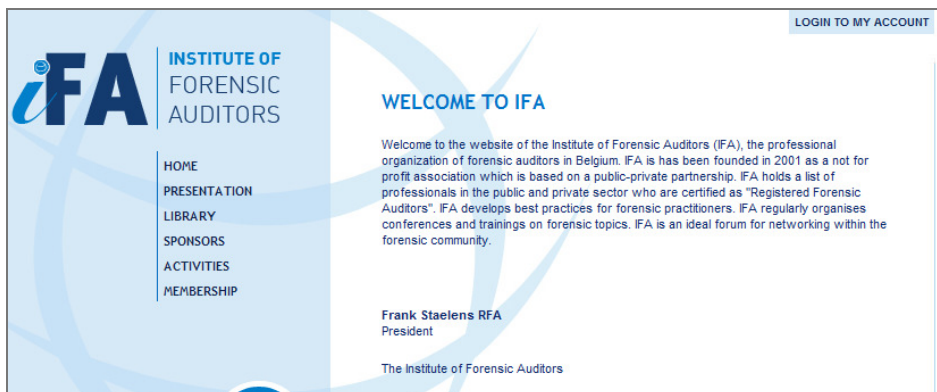 LOGIN TO MY ACCOUNT
iFA
INSTITUTE OF
FORENSIC
AUDITORS
HOME
PRESENTATION
LIBRARY
SPONSORS
ACTIVITIES
MEMBERSHIP
WELCOME TO IFA
Welcome to the website of the Institute of Forensic Auditors (IFA), the professional
organization of forensic auditors in Belgium. IFA is has been founded in 2001 as a not for
profit association which is based on a public-private partnership. IFA holds a list of
professionals in the public and private sector who are certified as "Registered Forensic
Auditors". IFA develops best practices for forensic practitioners. IFA regularly organises
conferences and trainings on forensic topics. IFA is an ideal forum for networking within the
forensic community.
Frank Staelens RFA
President
The Institute of Forensic Auditors